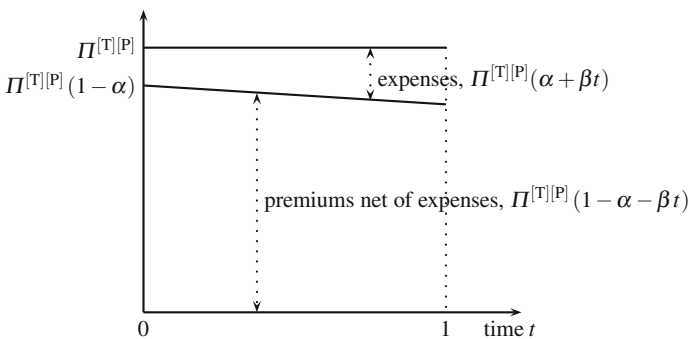 Π^[T][P]
expenses, Π^[T][P](α + βt)
Π^[T][P](1 − α)
premiums net of expenses, Π^[T][P](1 − α − βt)
0
1
time t